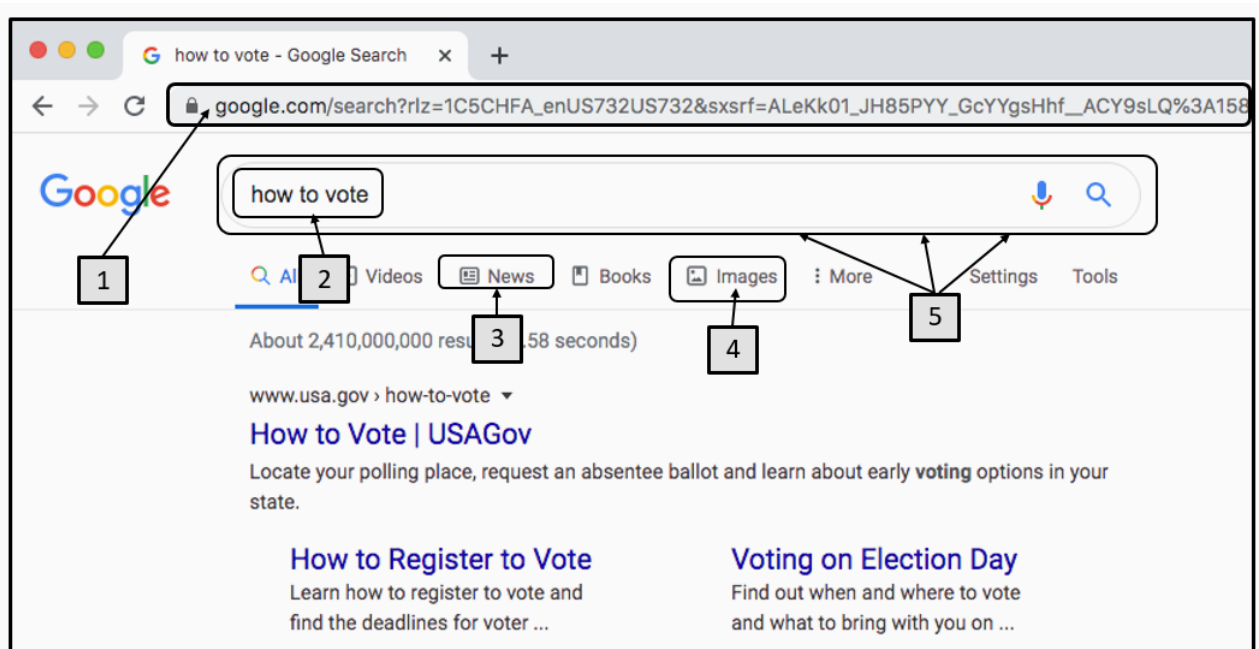 how to vote - Google Search
google.com/search?rlz=1C5CHFA_enUS732US732&sxsrf=ALeKk01_JH85PYY_GcYYgsHhf__ACY9sLQ%3A158
Google
how to vote
1
2
Videos
News
Books
Images
More
Settings
Tools
3
4
5
About 2,410,000,000 .58 seconds)
www.usa.gov › how-to-vote
How to Vote | USAGov
Locate your polling place, request an absentee ballot and learn about early voting options in your
state.
How to Register to Vote
Learn how to register to vote and
find the deadlines for voter ...
Voting on Election Day
Find out when and where to vote
and what to bring with you on ...